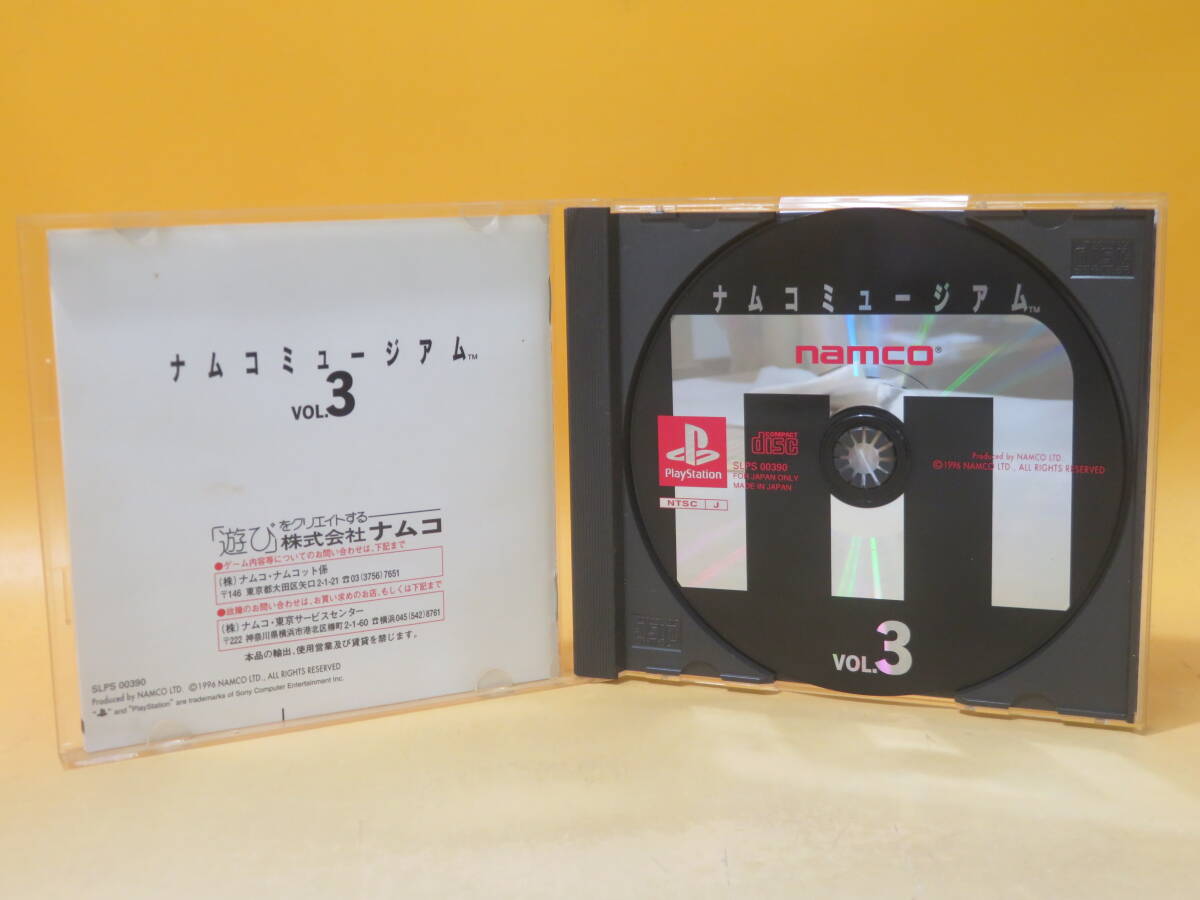 ナムコミュージアム™
VOL.3
「遊び」をクリエイトする
株式会社ナムコ
●ゲーム内容等についてのお問い合わせは、下記まで
(株)ナムコ・ナムコット係
〒146 東京都大田区矢口2-1-21 ☎03(3756)7651
●故障のお問い合わせは、お買い求めのお店、もしくは下記まで
(株)ナムコ・東京サービスセンター
〒222 神奈川県横浜市港北区樽町2-1-60 ☎横浜045(542)8761
本品の輸出、使用営業及び賃貸を禁じます。
SLPS 00390
Produced by NAMCO LTD. ©1996 NAMCO LTD., ALL RIGHTS RESERVED
" " and "PlayStation" are trademarks of Sony Computer Entertainment Inc.
ナムコミュージアム™
namco®
PlayStation
COMPACT
disc
SLPS 00390
FOR JAPAN ONLY
MADE IN JAPAN
NTSC J
Produced by NAMCO LTD.
©1996 NAMCO LTD., ALL RIGHTS RESERVED
VOL.3